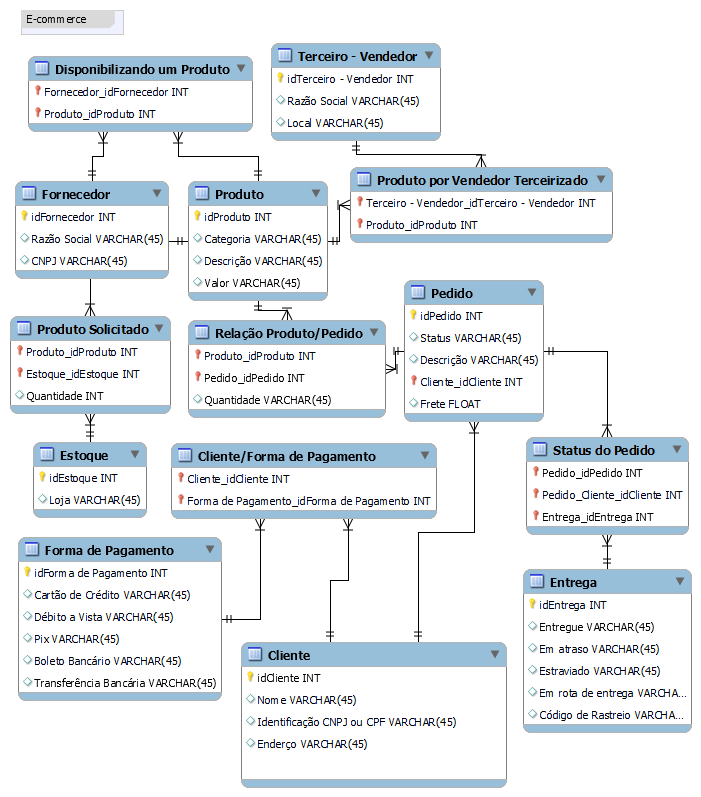 E-commerce
Disponibilizando um Produto
Fornecedor_idFornecedor INT
Produto_idProduto INT
Terceiro - Vendedor
idTerceiro - Vendedor INT
Razão Social VARCHAR(45)
Local VARCHAR(45)
Fornecedor
idFornecedor INT
Razão Social VARCHAR(45)
CNPJ VARCHAR(45)
Produto
idProduto INT
Categoria VARCHAR(45)
Descrição VARCHAR(45)
Valor VARCHAR(45)
Produto por Vendedor Terceirizado
Terceiro - Vendedor_idTerceiro - Vendedor INT
Produto_idProduto INT
Produto Solicitado
Produto_idProduto INT
Estoque_idEstoque INT
Quantidade INT
Relação Produto/Pedido
Produto_idProduto INT
Pedido_idPedido INT
Quantidade VARCHAR(45)
Pedido
idPedido INT
Status VARCHAR(45)
Descrição VARCHAR(45)
Cliente_idCliente INT
Frete FLOAT
Estoque
idEstoque INT
Loja VARCHAR(45)
Cliente/Forma de Pagamento
Cliente_idCliente INT
Forma de Pagamento_idForma de Pagamento INT
Status do Pedido
Pedido_idPedido INT
Pedido_Cliente_idCliente INT
Entrega_idEntrega INT
Forma de Pagamento
idForma de Pagamento INT
Cartão de Crédito VARCHAR(45)
Débito a Vista VARCHAR(45)
Pix VARCHAR(45)
Boleto Bancário VARCHAR(45)
Transferência Bancária VARCHAR(45)
Cliente
idCliente INT
Nome VARCHAR(45)
Identificação CNPJ ou CPF VARCHAR(45)
Enderço VARCHAR(45)
Entrega
idEntrega INT
Entregue VARCHAR(45)
Em atraso VARCHAR(45)
Estraviado VARCHAR(45)
Em rota de entrega VARCHA...
Código de Rastreio VARCHA...